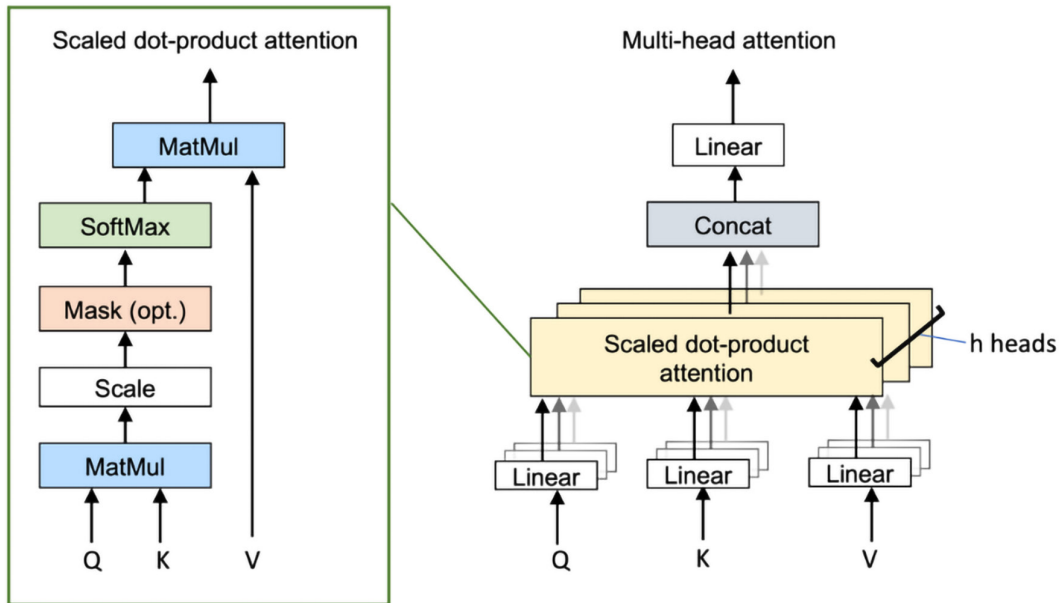 Scaled dot-product attention
MatMul
SoftMax
Mask (opt.)
Scale
MatMul
Q K V
Multi-head attention
Linear
Concat
Scaled dot-product
attention
h heads
Linear Linear Linear
Q K V